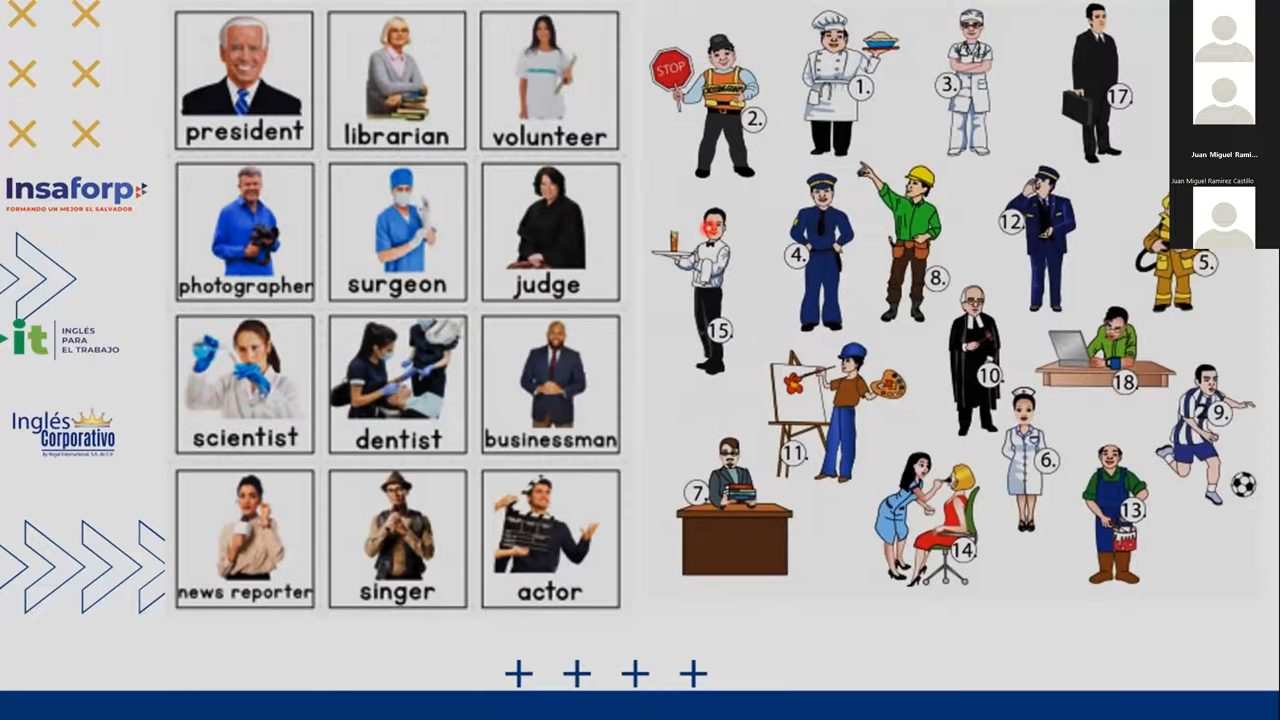 Insaforp
FORMANDO UN MEJOR EL SALVADOR
it
INGLÉS
PARA
EL TRABAJO
Inglés
Corporativo
president
librarian
volunteer
photographer
surgeon
judge
scientist
dentist
businessman
news reporter
singer
actor
STOP
2.
1.
3.
17.
15.
4.
8.
12.
5.
11.
10.
18.
9.
7.
14.
6.
13.
Juan Miguel Rami...
Juan Miguel Ramirez Castillo